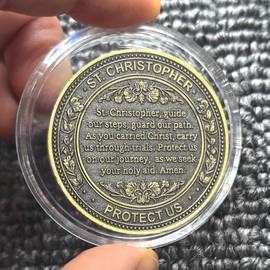 ST. CHRISTOPHER
St. Christopher, guide
our steps, guard our path.
As you carried Christ, carry
us through trials. Protect us
on our journey, as we seek
your holy aid. Amen.
PROTECT US